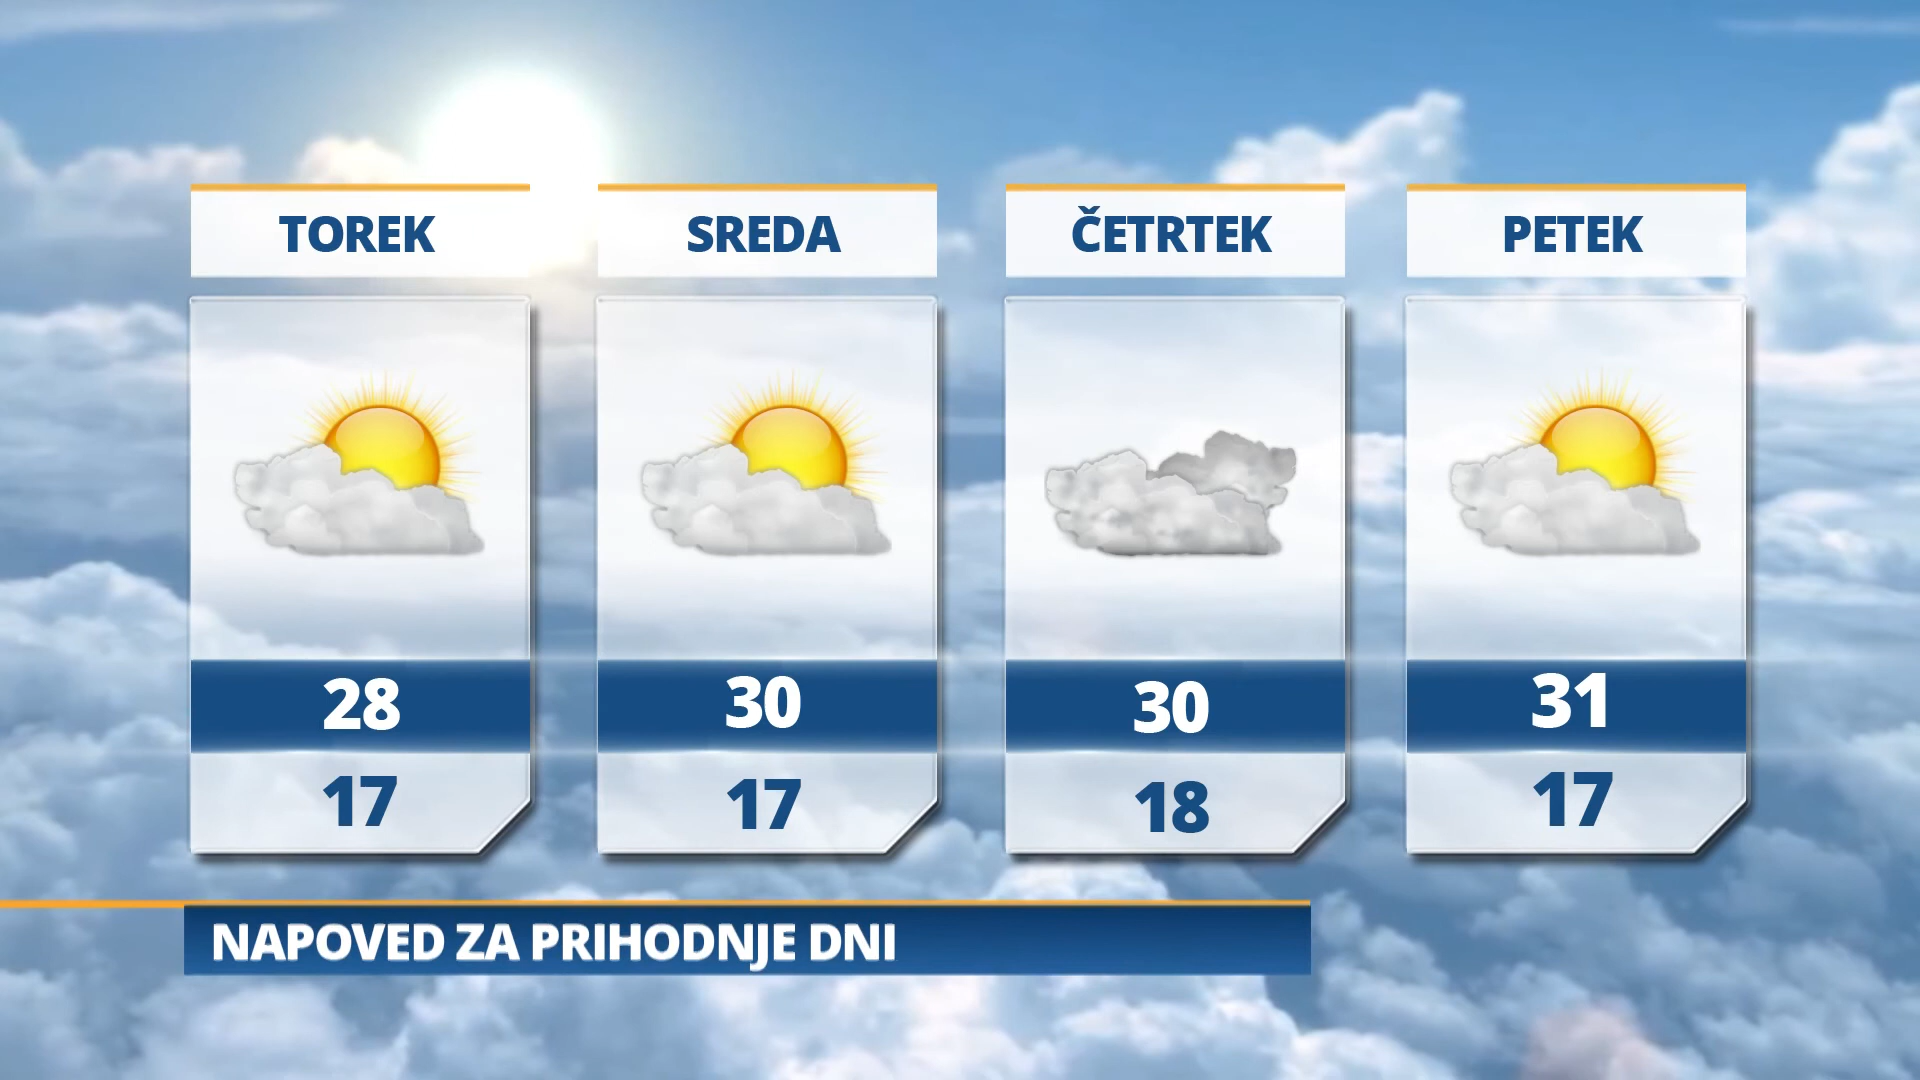 TOREK
SREDA
ČETRTEK
PETEK
28
30
30
31
17
17
18
17
NAPOVED ZA PRIHODNJE DNI